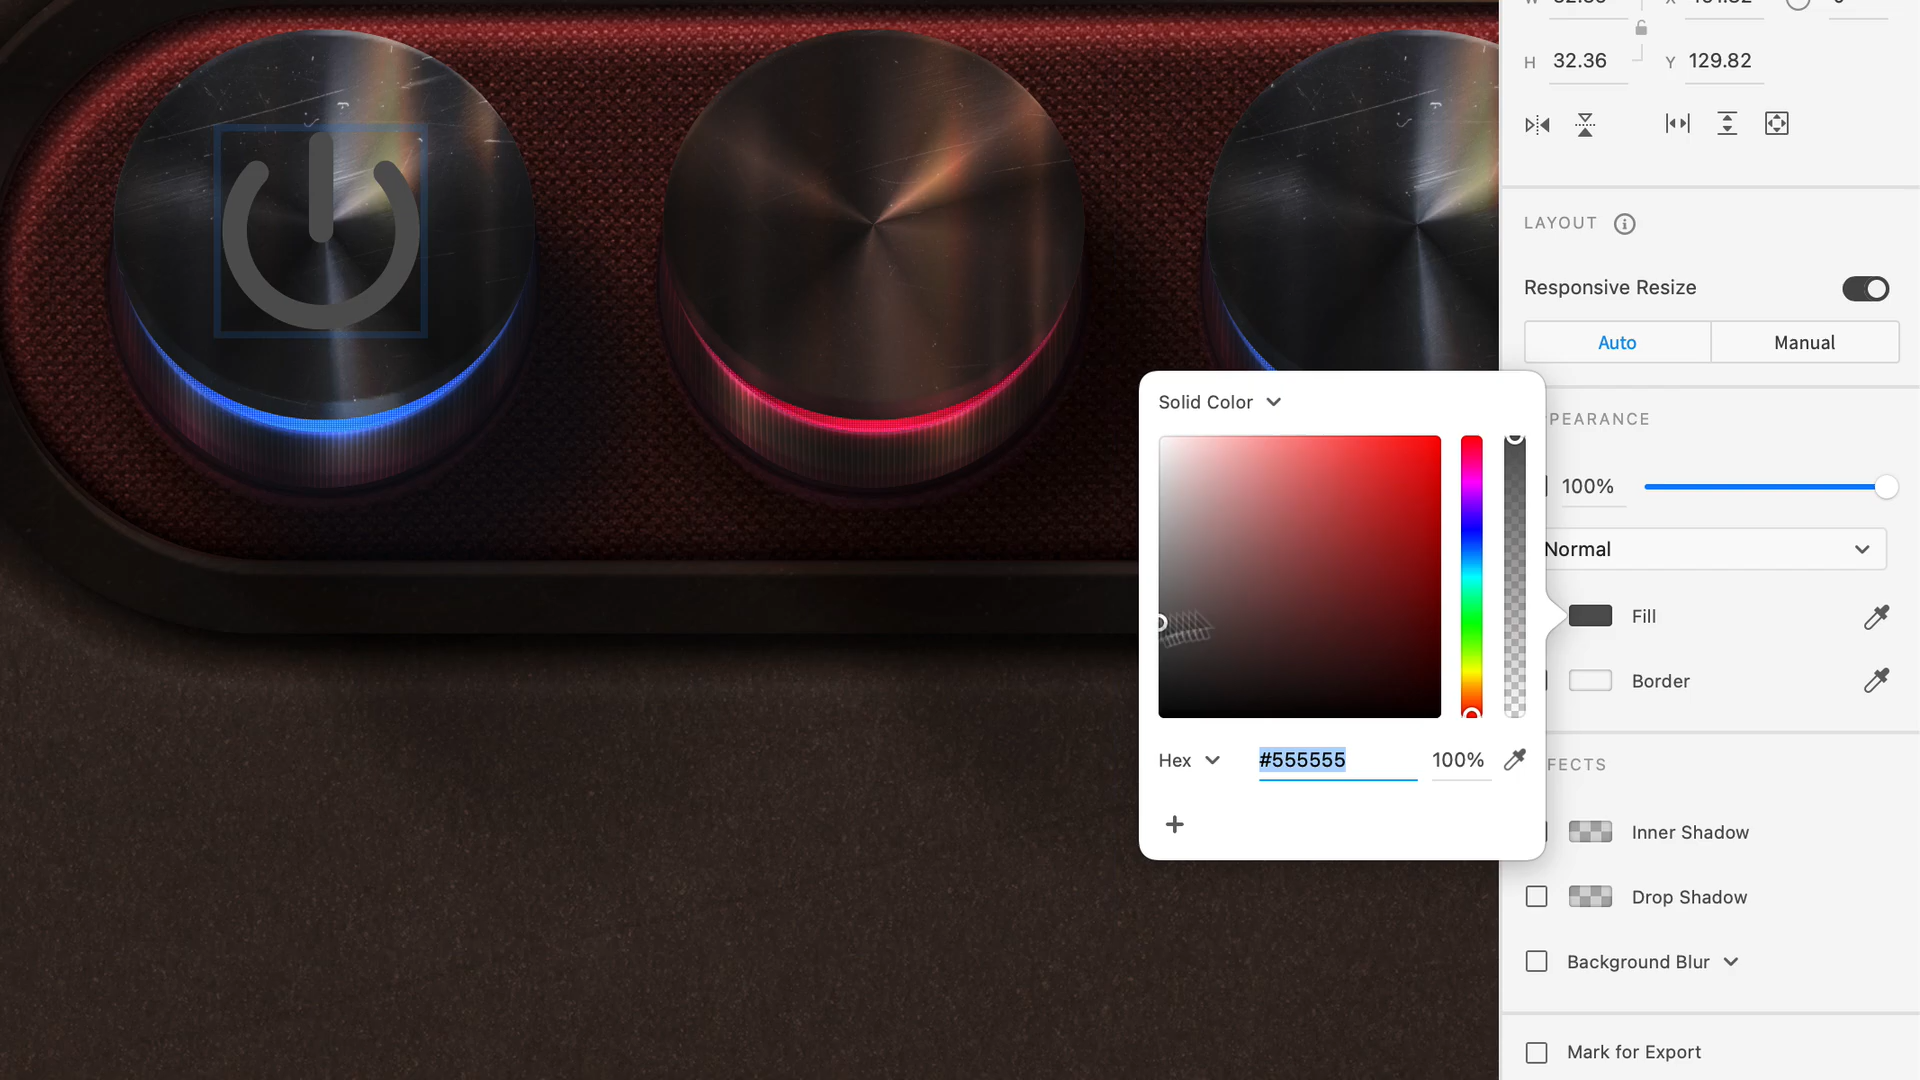 H 32.36 Y 129.82
LAYOUT
Responsive Resize
Auto Manual
Solid Color
PEARANCE
100%
Normal
Fill
Border
Hex #555555 100%
FECTS
Inner Shadow
Drop Shadow
Background Blur
Mark for Export